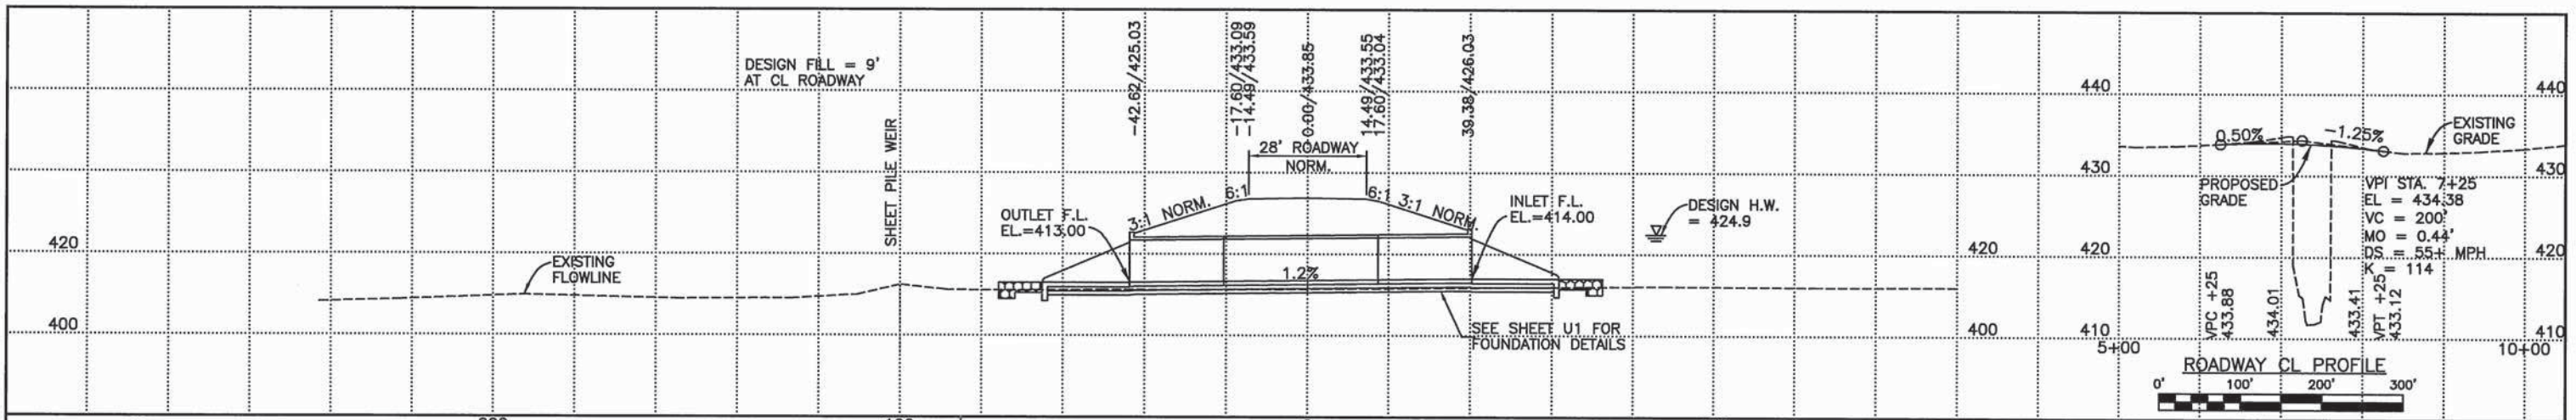 DESIGN FILL = 9'
AT CL ROADWAY
SHEET PILE WEIR
-42.62/425.03
-17.60/433.09
-14.49/433.59
0.00/433.85
14.49/433.55
17.60/433.04
39.38/426.03
28' ROADWAY
NORM.
3:1 NORM.
6:1
6:1
3:1 NORM.
OUTLET F.L.
EL.=413.00
INLET F.L.
EL.=414.00
DESIGN H.W.
= 424.9
1.2%
EXISTING
FLOWLINE
SEE SHEET U1 FOR
FOUNDATION DETAILS
420
400
420
400
440
430
420
410
440
430
420
410
0.50%
-1.25%
EXISTING
GRADE
PROPOSED
GRADE
VPI STA. 7+25
EL = 434.38
VC = 200'
MO = 0.44'
DS = 55+ MPH
K = 114
VPC +25
433.88
434.01
433.41
VPT +25
433.12
5+00
10+00
ROADWAY CL PROFILE
0'
100'
200'
300'